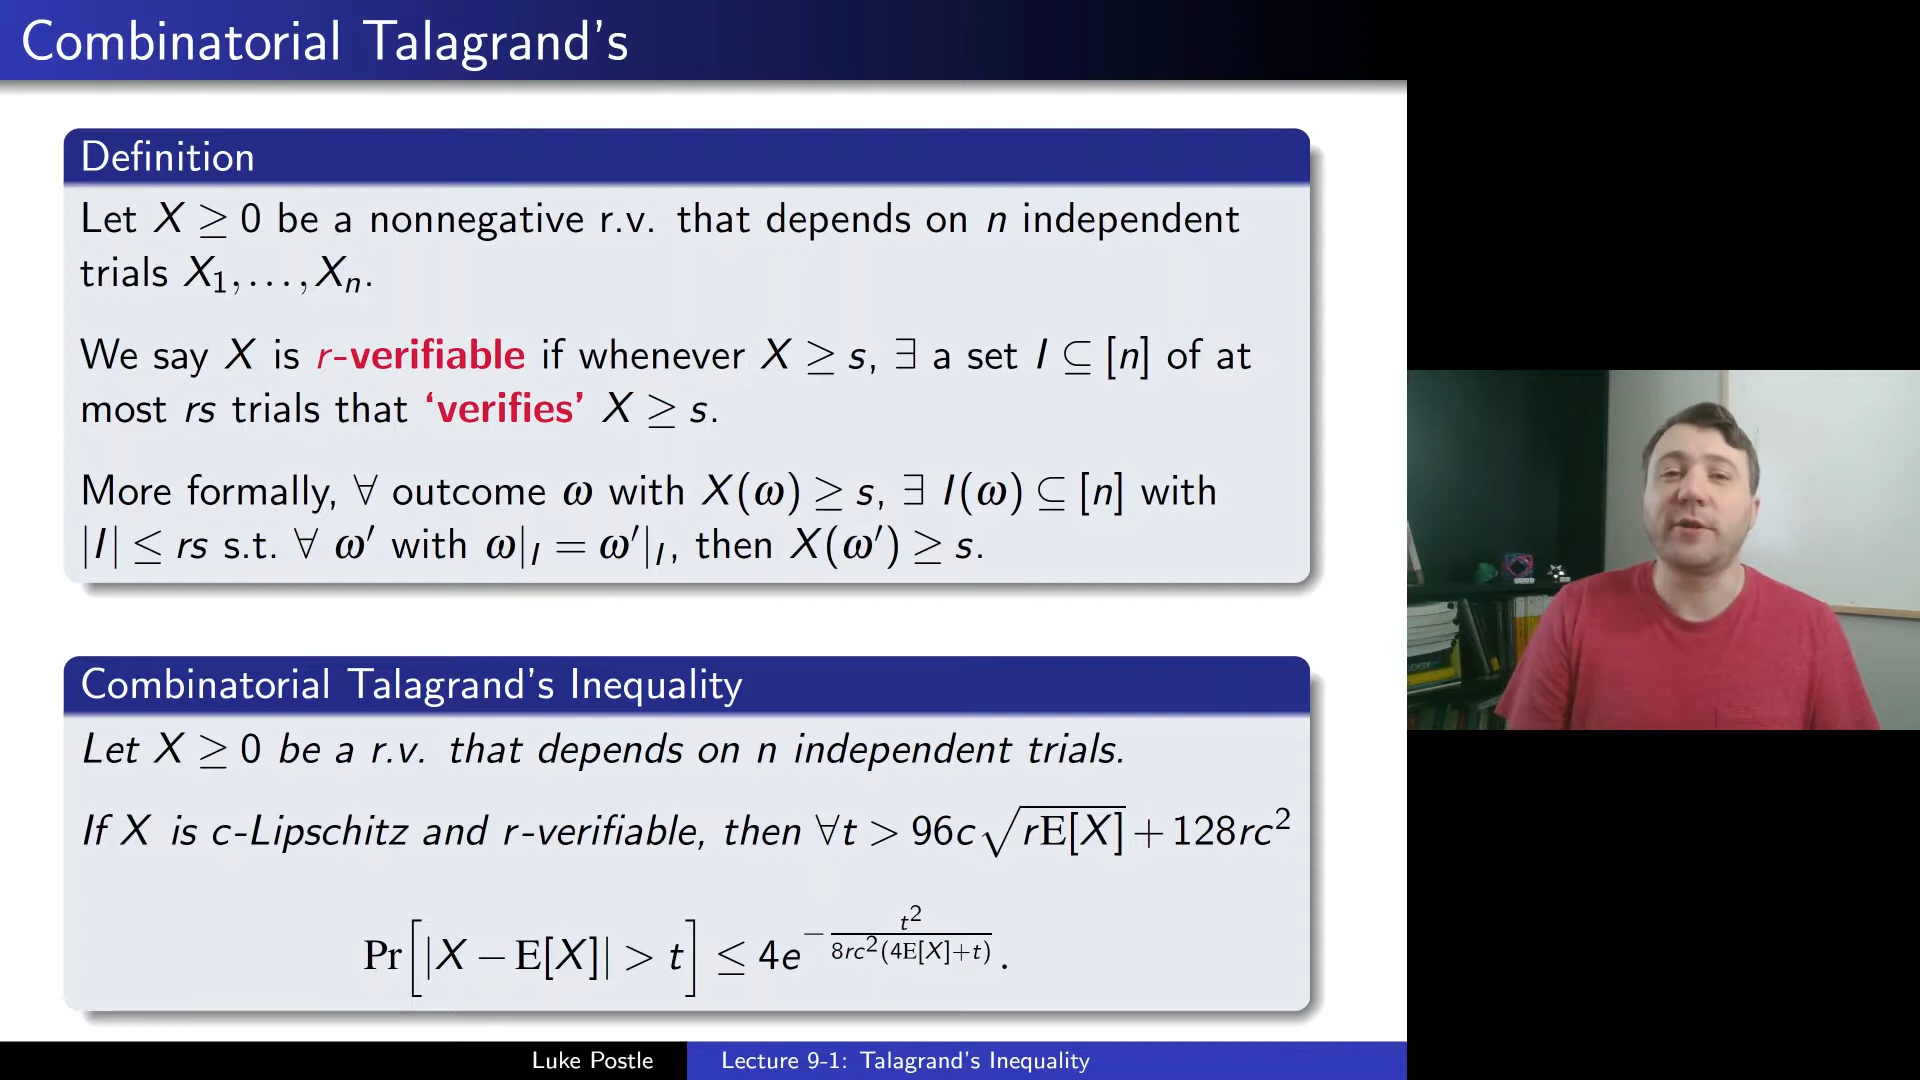 Combinatorial Talagrand's
Definition
Let X ≥ 0 be a nonnegative r.v. that depends on n independent
trials X₁, . . . , Xₙ.
We say X is r-verifiable if whenever X ≥ s, ∃ a set I ⊆ [n] of at
most rs trials that ‘verifies’ X ≥ s.
More formally, ∀ outcome ω with X(ω) ≥ s, ∃ I(ω) ⊆ [n] with
|I| ≤ rs s.t. ∀ ω′ with ω|_I = ω′|_I, then X(ω′) ≥ s.
Combinatorial Talagrand's Inequality
Let X ≥ 0 be a r.v. that depends on n independent trials.
If X is c-Lipschitz and r-verifiable, then ∀t > 96c√(rE[X]) + 128rc²
Pr[|X − E[X]| > t] ≤ 4e^{−t²/(8rc²(4E[X]+t))}.
Luke Postle
Lecture 9-1: Talagrand's Inequality